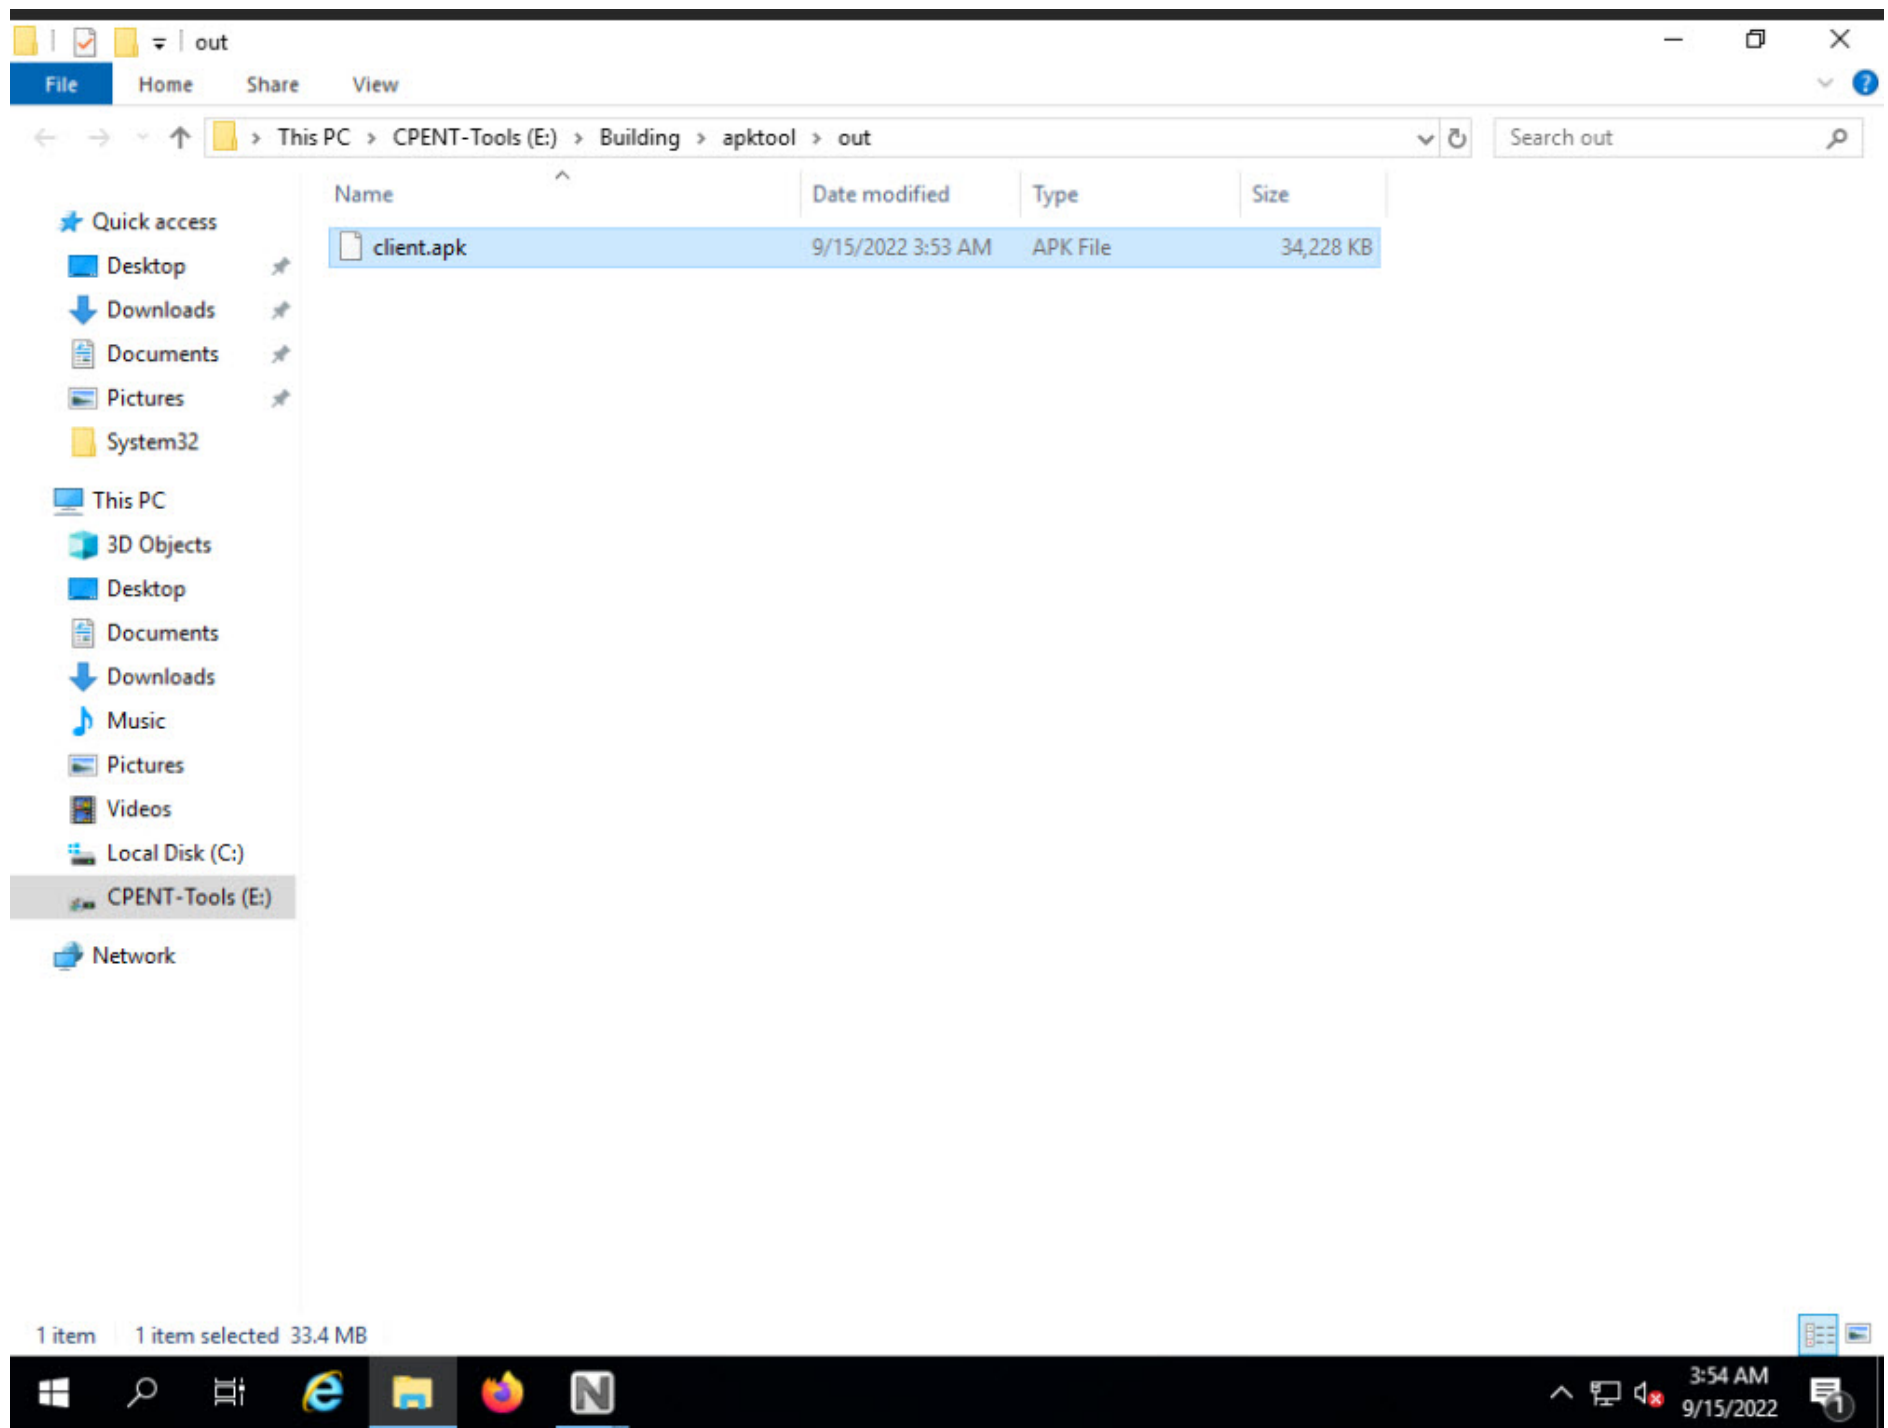 out
File Home Share View
This PC > CPENT-Tools (E:) > Building > apktool > out
Search out
Name Date modified Type Size
client.apk 9/15/2022 3:53 AM APK File 34,228 KB
Quick access
Desktop
Downloads
Documents
Pictures
System32
This PC
3D Objects
Desktop
Documents
Downloads
Music
Pictures
Videos
Local Disk (C:)
CPENT-Tools (E:)
Network
1 item 1 item selected 33.4 MB
N
3:54 AM
9/15/2022
1